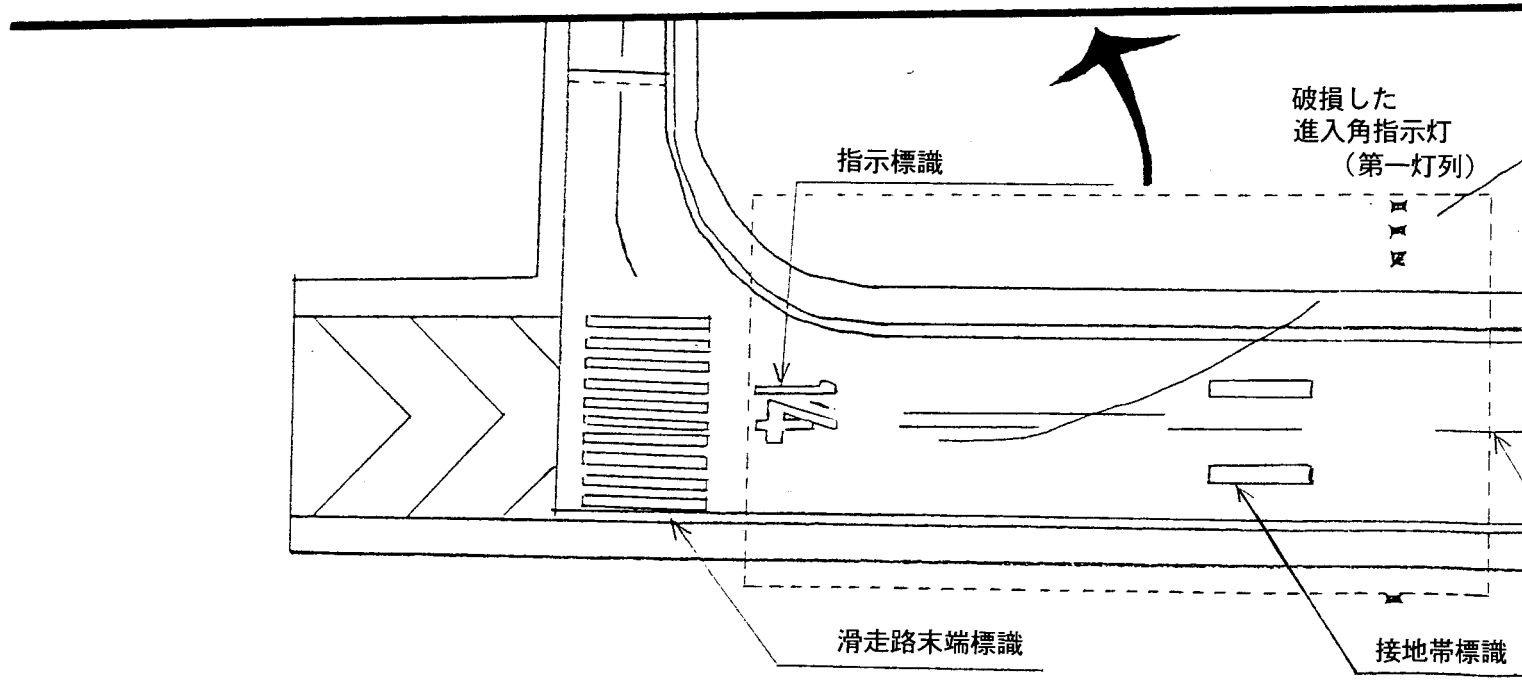 破損した
進入角指示灯
（第一灯列）
指示標識
14
滑走路末端標識
接地帯標識